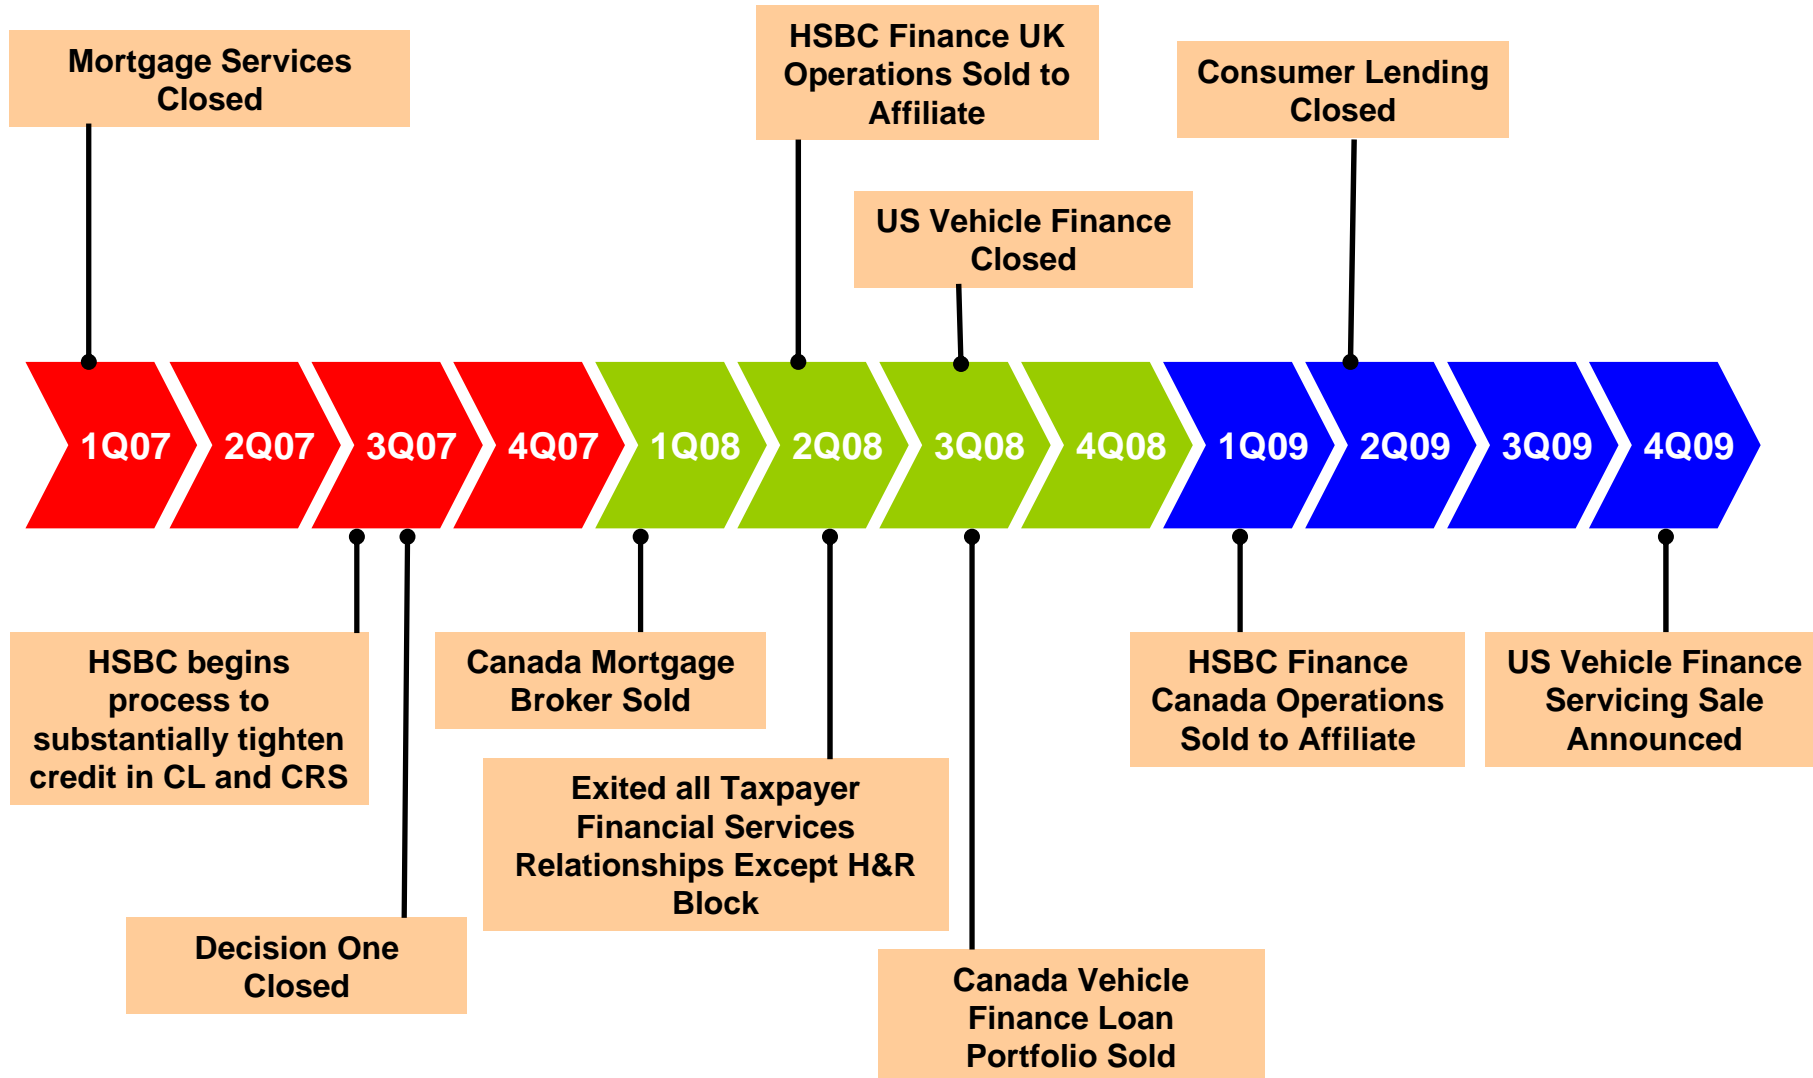 Mortgage Services
Closed
HSBC Finance UK
Operations Sold to
Affiliate
Consumer Lending
Closed
US Vehicle Finance
Closed
1Q07
2Q07
3Q07
4Q07
1Q08
2Q08
3Q08
4Q08
1Q09
2Q09
3Q09
4Q09
HSBC begins
process to
substantially tighten
credit in CL and CRS
Canada Mortgage
Broker Sold
HSBC Finance
Canada Operations
Sold to Affiliate
US Vehicle Finance
Servicing Sale
Announced
Exited all Taxpayer
Financial Services
Relationships Except H&R
Block
Decision One
Closed
Canada Vehicle
Finance Loan
Portfolio Sold